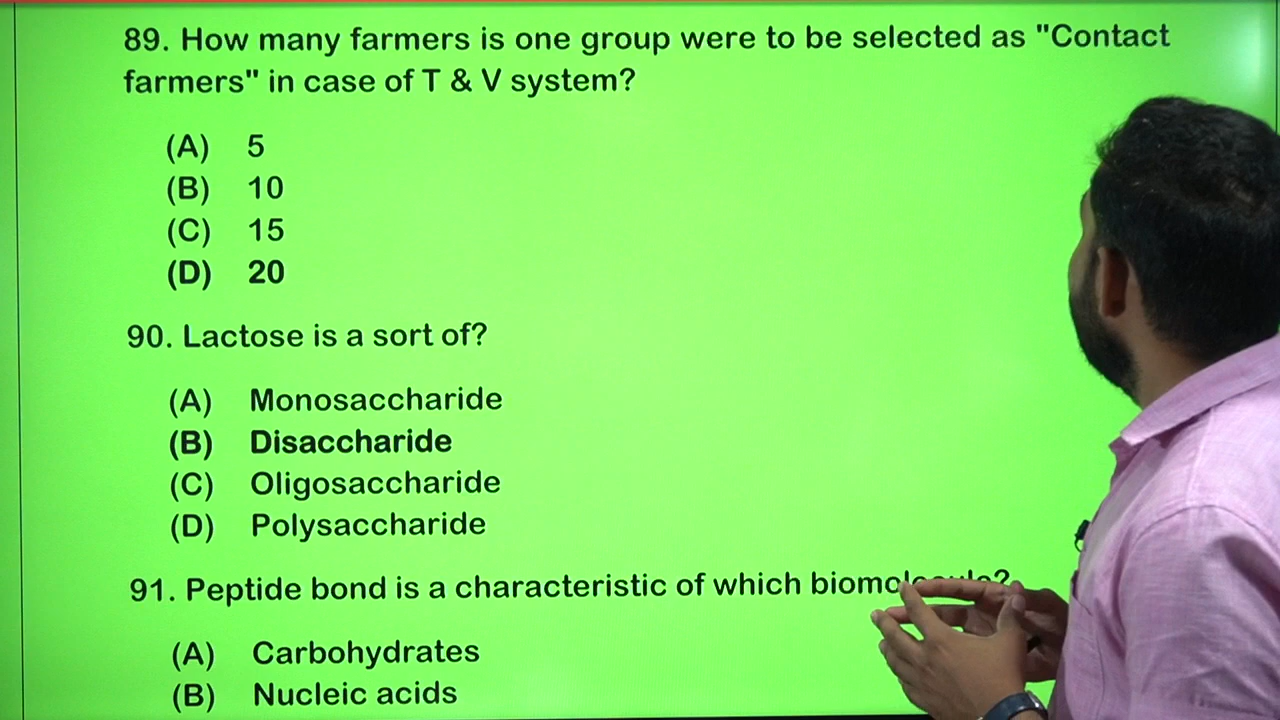 89. How many farmers is one group were to be selected as "Contact
farmers" in case of T & V system?
(A) 5
(B) 10
(C) 15
(D) 20
90. Lactose is a sort of?
(A) Monosaccharide
(B) Disaccharide
(C) Oligosaccharide
(D) Polysaccharide
91. Peptide bond is a characteristic of which biomolecule?
(A) Carbohydrates
(B) Nucleic acids